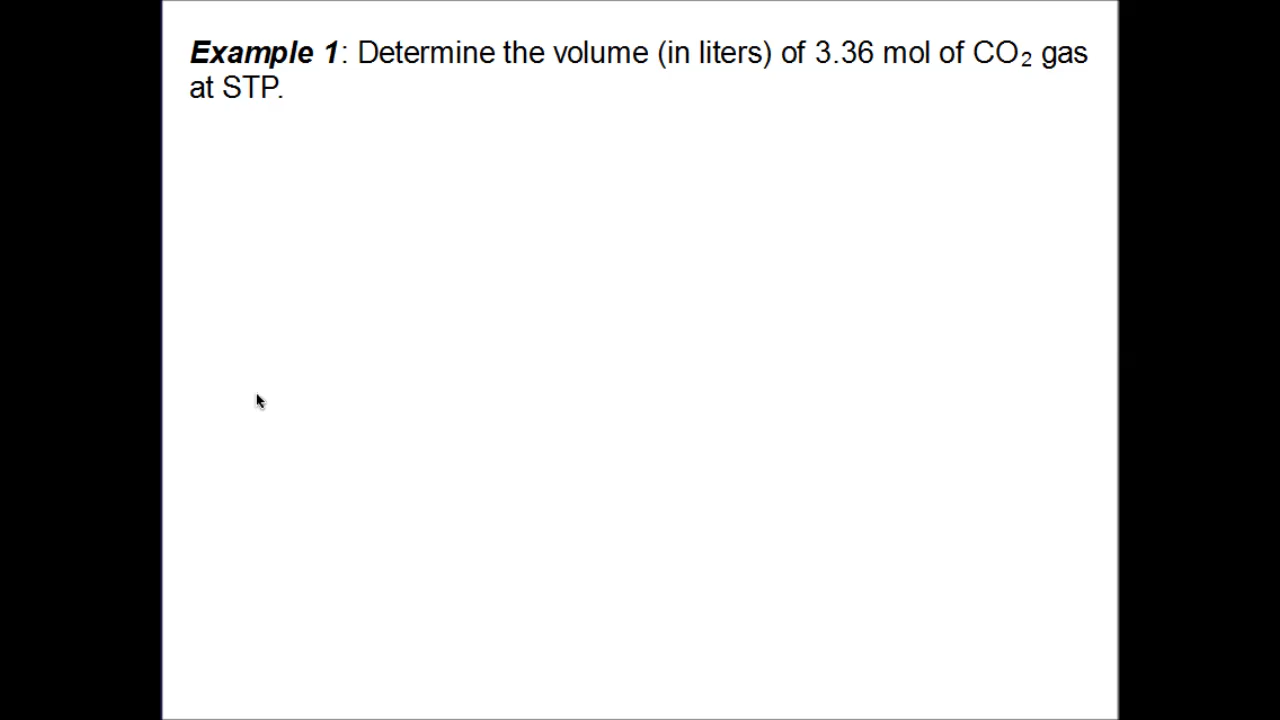 Example 1: Determine the volume (in liters) of 3.36 mol of CO₂ gas
at STP.